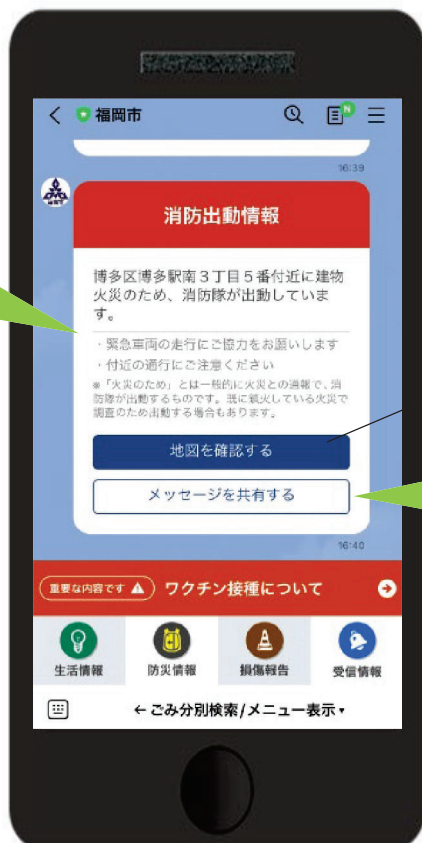 福岡市
N
16:39
消防出動情報
博多区博多駅南3丁目5番付近に建物
火災のため、消防隊が出動していま
す。
・緊急車両の走行にご協力をお願いします
・付近の通行にご注意ください
※「火災のため」とは一般的に火災との通報で、消
防隊が出動するものです。既に鎮火している火災で
調査のため出動する場合もあります。
地図を確認する
メッセージを共有する
16:40
重要な内容です ワクチン接種について
生活情報 防災情報 損傷報告 受信情報
←ごみ分別検索/メニュー表示▾